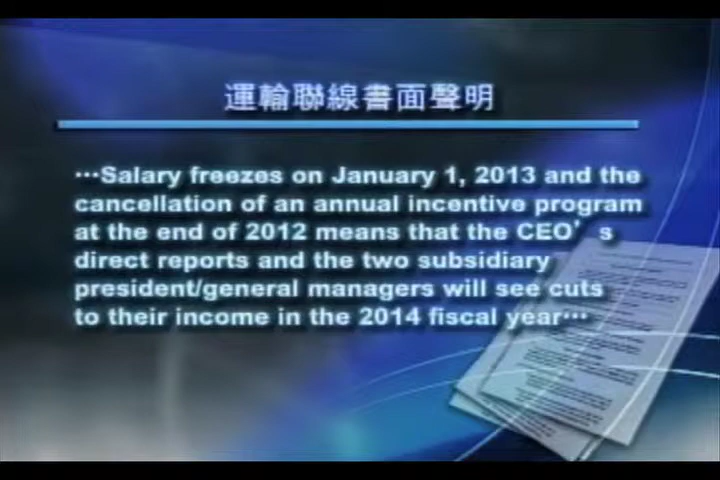 運輸聯線書面聲明
…Salary freezes on January 1, 2013 and the
cancellation of an annual incentive program
at the end of 2012 means that the CEO’s
direct reports and the two subsidiary
president/general managers will see cuts
to their income in the 2014 fiscal year…